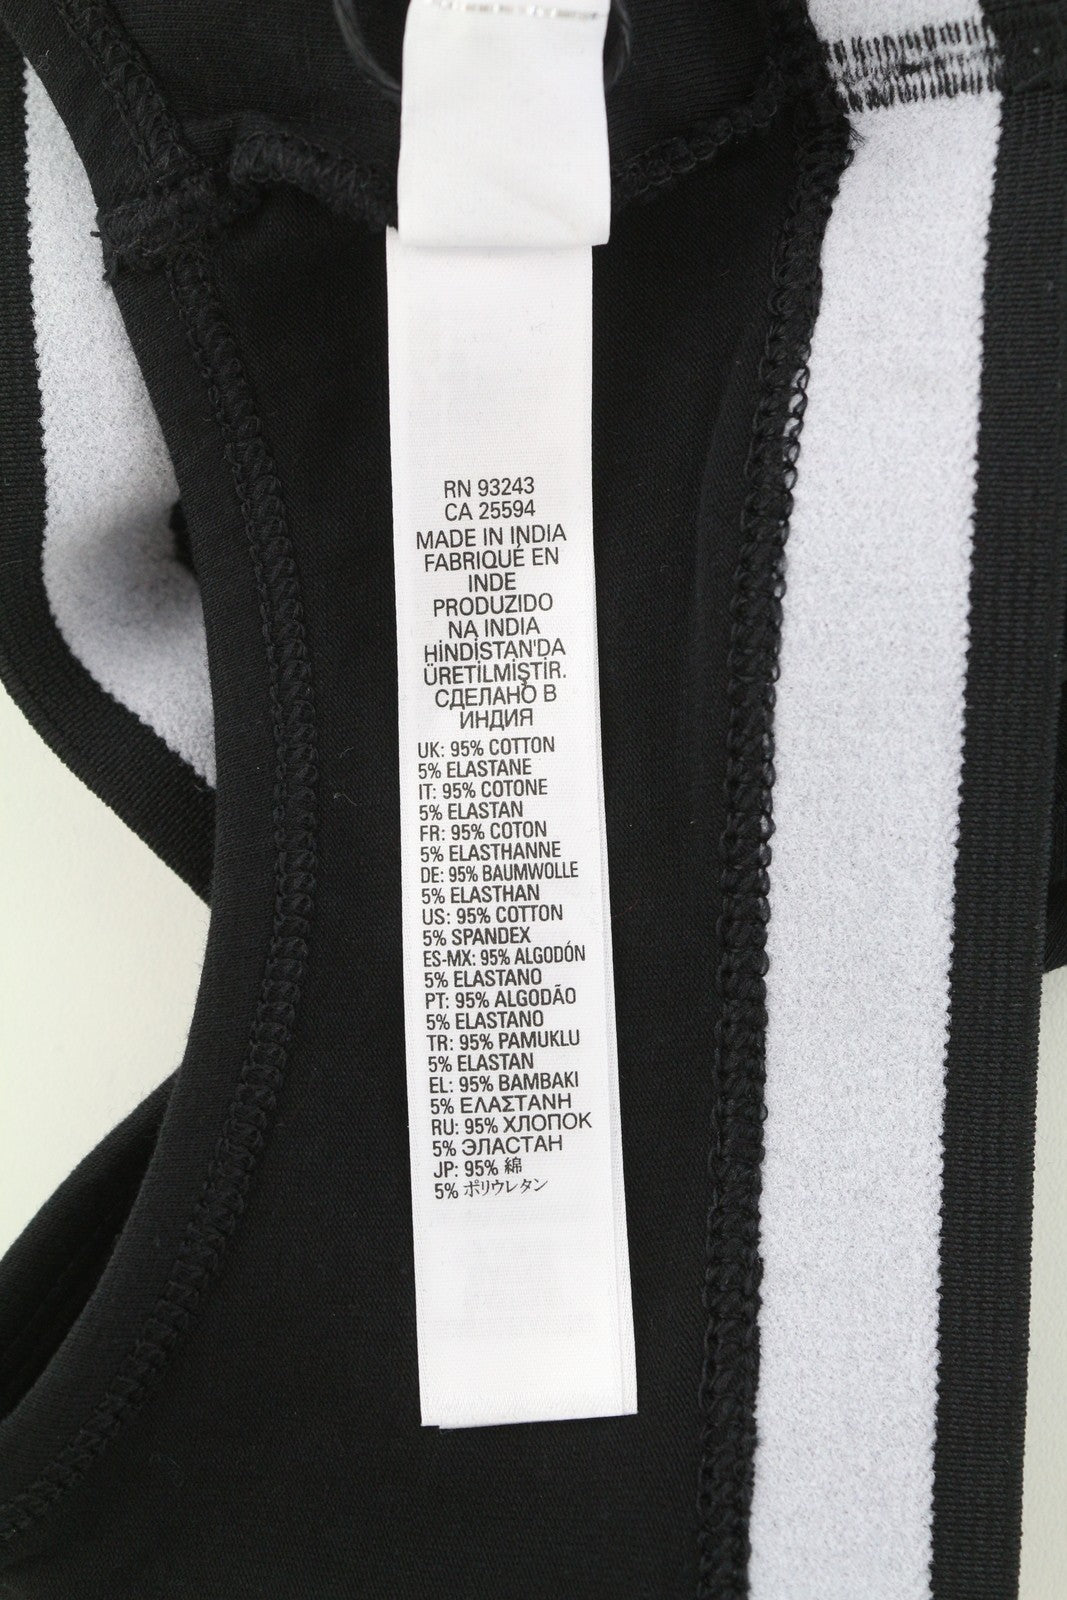 RN 93243
CA 25594
MADE IN INDIA
FABRIQUÉ EN
INDE
PRODUZIDO
NA INDIA
HİNDİSTAN'DA
ÜRETİLMİŞTİR.
СДЕЛАНО В
ИНДИЯ
UK: 95% COTTON
5% ELASTANE
IT: 95% COTONE
5% ELASTAN
FR: 95% COTON
5% ELASTHANNE
DE: 95% BAUMWOLLE
5% ELASTHAN
US: 95% COTTON
5% SPANDEX
ES-MX: 95% ALGODÓN
5% ELASTANO
PT: 95% ALGODÃO
5% ELASTANO
TR: 95% PAMUKLU
5% ELASTAN
EL: 95% ΒΑΜΒΑΚΙ
5% ΕΛΑΣΤΑΝΗ
RU: 95% ХЛОПОК
5% ЭЛАСТАН
JP: 95% 綿
5% ポリウレタン